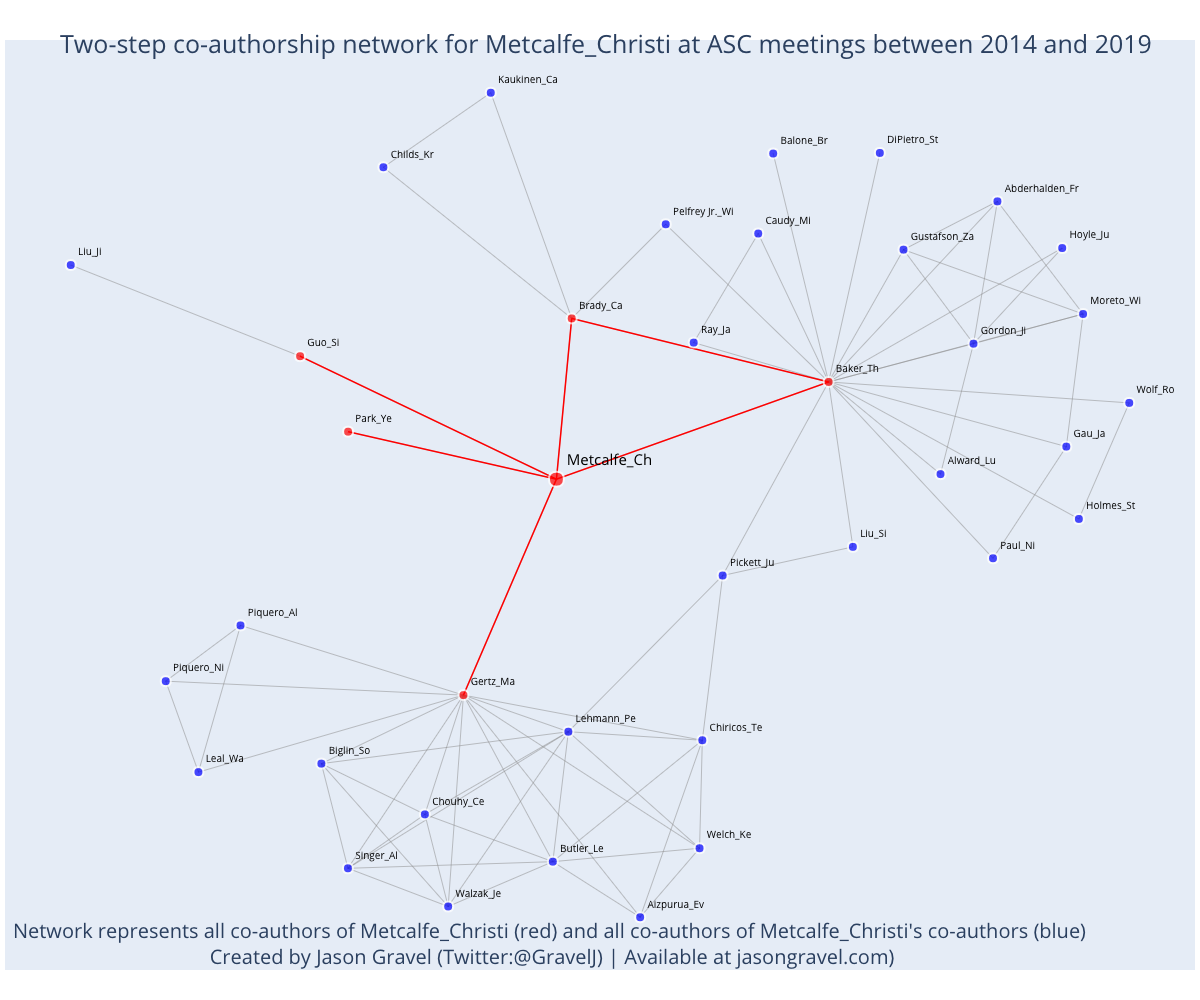 Two-step co-authorship network for Metcalfe_Christi at ASC meetings between 2014 and 2019
Kaukinen_Ca
Childs_Kr
Balone_Br
DiPietro_St
Abderhalden_Fr
Pelfrey Jr._Wi
Caudy_Mi
Gustafson_Za
Hoyle_Ju
Liu_Ji
Moreto_Wi
Brady_Ca
Ray_Ja
Gordon_Ji
Guo_Si
Baker_Th
Wolf_Ro
Park_Ye
Gau_Ja
Metcalfe_Ch
Alward_Lu
Holmes_St
Liu_Si
Paul_Ni
Pickett_Ju
Piquero_Al
Piquero_Ni
Gertz_Ma
Lehmann_Pe
Chiricos_Te
Leal_Wa
Biglin_So
Chouhy_Ce
Welch_Ke
Singer_Al
Butler_Le
Walzak_Je
Aizpurua_Ev
Network represents all co-authors of Metcalfe_Christi (red) and all co-authors of Metcalfe_Christi's co-authors (blue)
Created by Jason Gravel (Twitter:@GravelJ) | Available at jasongravel.com)